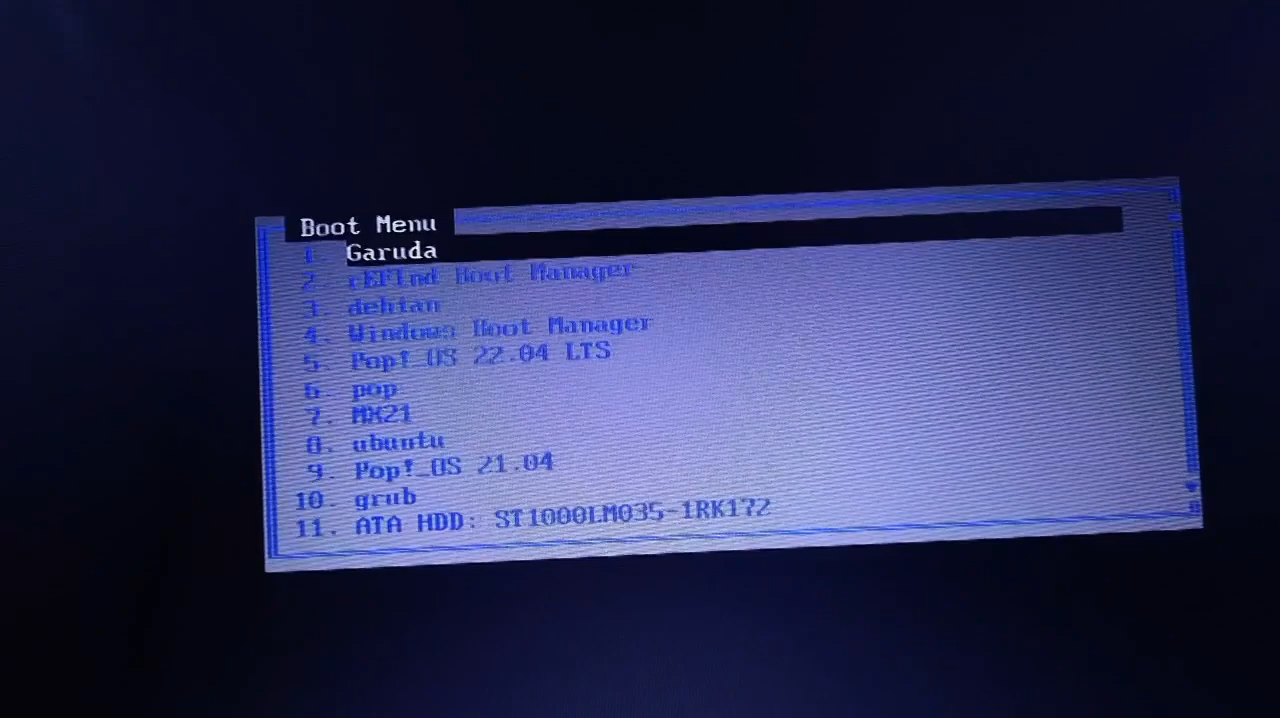 Boot Menu
1. Garuda
2. rEFInd Boot Manager
3. debian
4. Windows Boot Manager
5. Pop!_OS 22.04 LTS
6. pop
7. MX21
8. ubuntu
9. Pop!_OS 21.04
10. grub
11. ATA HDD: ST1000LM035-1RK172